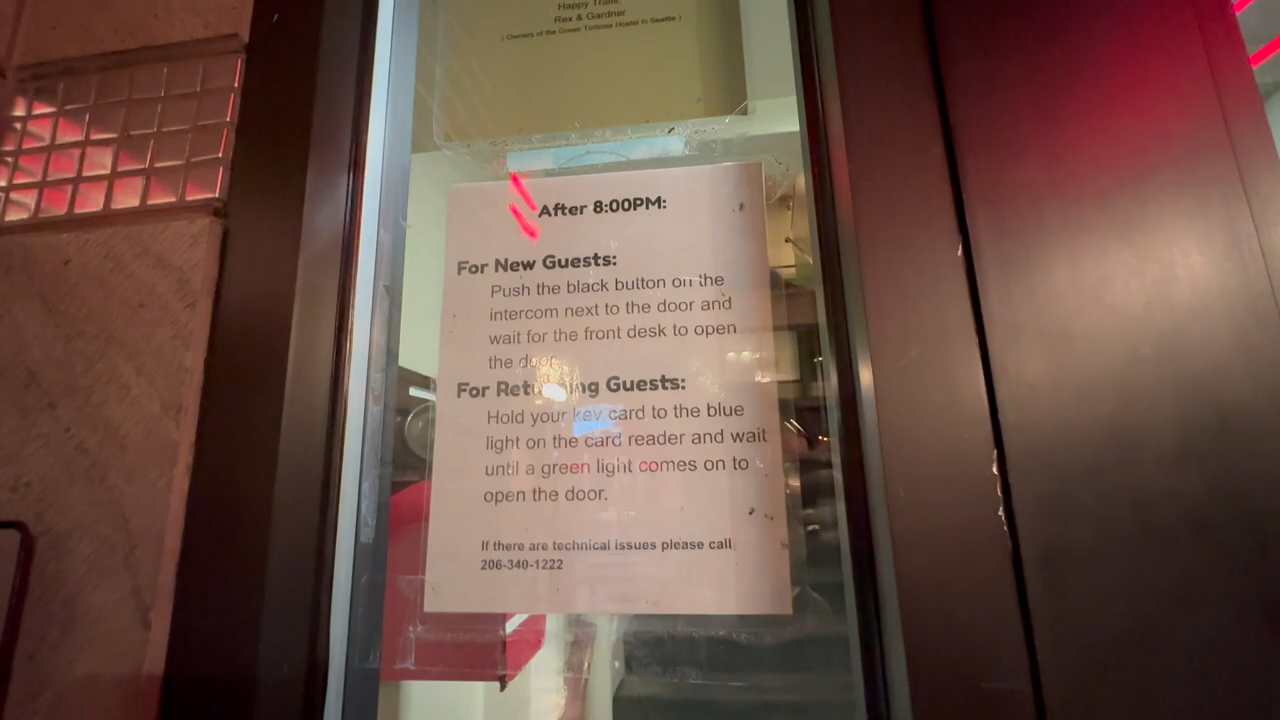 Happy Trails,
Rex & Gardner
( Owners of the Green Tortoise Hostel in Seattle )
After 8:00PM:
For New Guests:
Push the black button on the
intercom next to the door and
wait for the front desk to open
the door.
For Returning Guests:
Hold your key card to the blue
light on the card reader and wait
until a green light comes on to
open the door.
If there are technical issues please call
206-340-1222